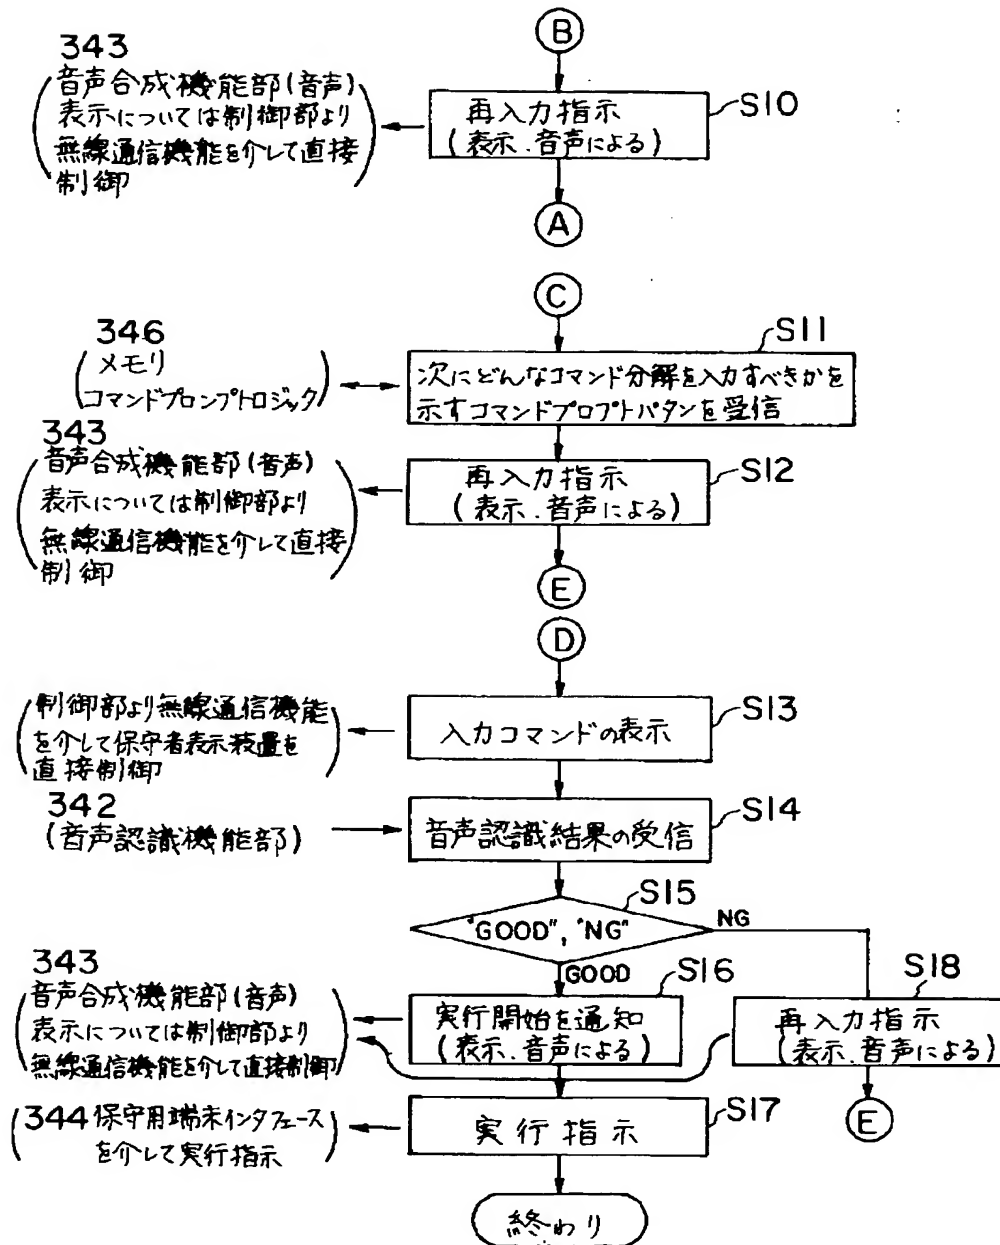 B
343
音声合成機能部(音声)
表示については制御部より
無線通信機能を介して直接
制御
S10
再入力指示
(表示.音声による)
A
C
S11
346
メモリ
コマンドプロンプトロジック
次にどんなコマンド分解を入力すべきかを
示すコマンドプロプトパタンを受信
343
音声合成機能部(音声)
表示については制御部より
無線通信機能を介して直接
制御
S12
再入力指示
(表示.音声による)
E
D
制御部より無線通信機能
を介して保守者表示装置を
直接制御
S13
入力コマンドの表示
342
(音声認識機能部)
S14
音声認識結果の受信
S15
"GOOD", "NG"
NG
GOOD
343
音声合成機能部(音声)
表示については制御部より
無線通信機能を介して直接制御
S16
実行開始を通知
(表示.音声による)
S18
再入力指示
(表示.音声による)
E
344 保守用端末インタフェース
を介して実行指示
S17
実行指示
終わり